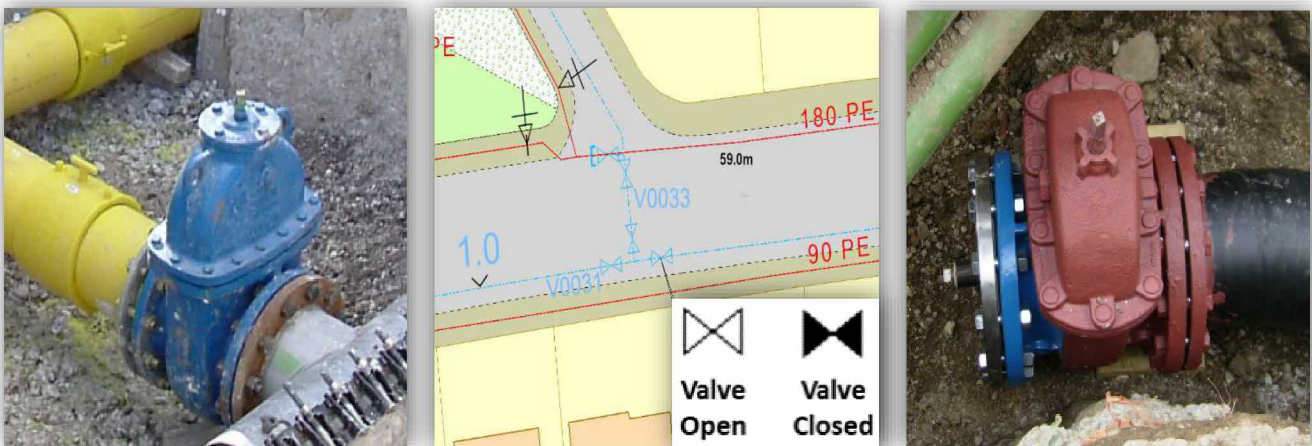 PE
180 PE
59.0m
V0033
1.0
V0031
90 PE
Valve Open
Valve Closed